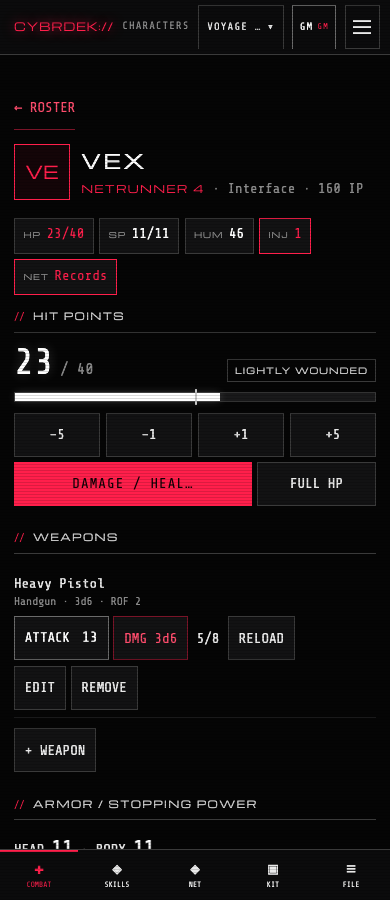 CYBRDEK:// CHARACTERS VOYAGE … ▾ GM GM
← ROSTER
VE VEX
NETRUNNER 4 · Interface · 160 IP
HP 23/40 SP 11/11 HUM 46 INJ 1
NET Records
// HIT POINTS
23 / 40 LIGHTLY WOUNDED
−5 −1 +1 +5
DAMAGE / HEAL… FULL HP
// WEAPONS
Heavy Pistol
Handgun · 3d6 · ROF 2
ATTACK 13 DMG 3d6 5/8 RELOAD
EDIT REMOVE
+ WEAPON
// ARMOR / STOPPING POWER
HEAD 11 · BODY 11
COMBAT SKILLS NET KIT FILE